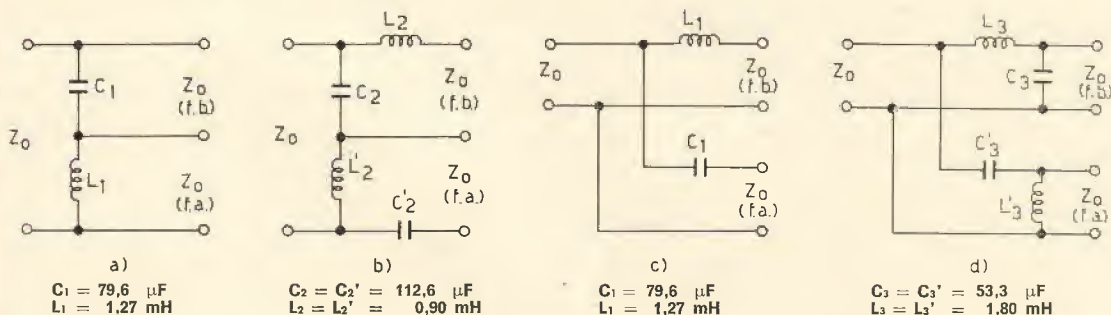 C1
L1
Z0
Z0
(f.b.)
Z0
(f.a.)
a)
C1 = 79,6 µF
L1 = 1,27 mH
L2
C2
L'2
C'2
Z0
Z0
(f.b.)
Z0
(f.a.)
b)
C2 = C2' = 112,6 µF
L2 = L2' = 0,90 mH
L1
C1
Z0
Z0
(f.b.)
Z0
(f.a.)
c)
C1 = 79,6 µF
L1 = 1,27 mH
L3
C3
C'3
L'3
Z0
Z0
(f.b.)
Z0
(f.a.)
d)
C3 = C3' = 53,3 µF
L3 = L3' = 1,80 mH